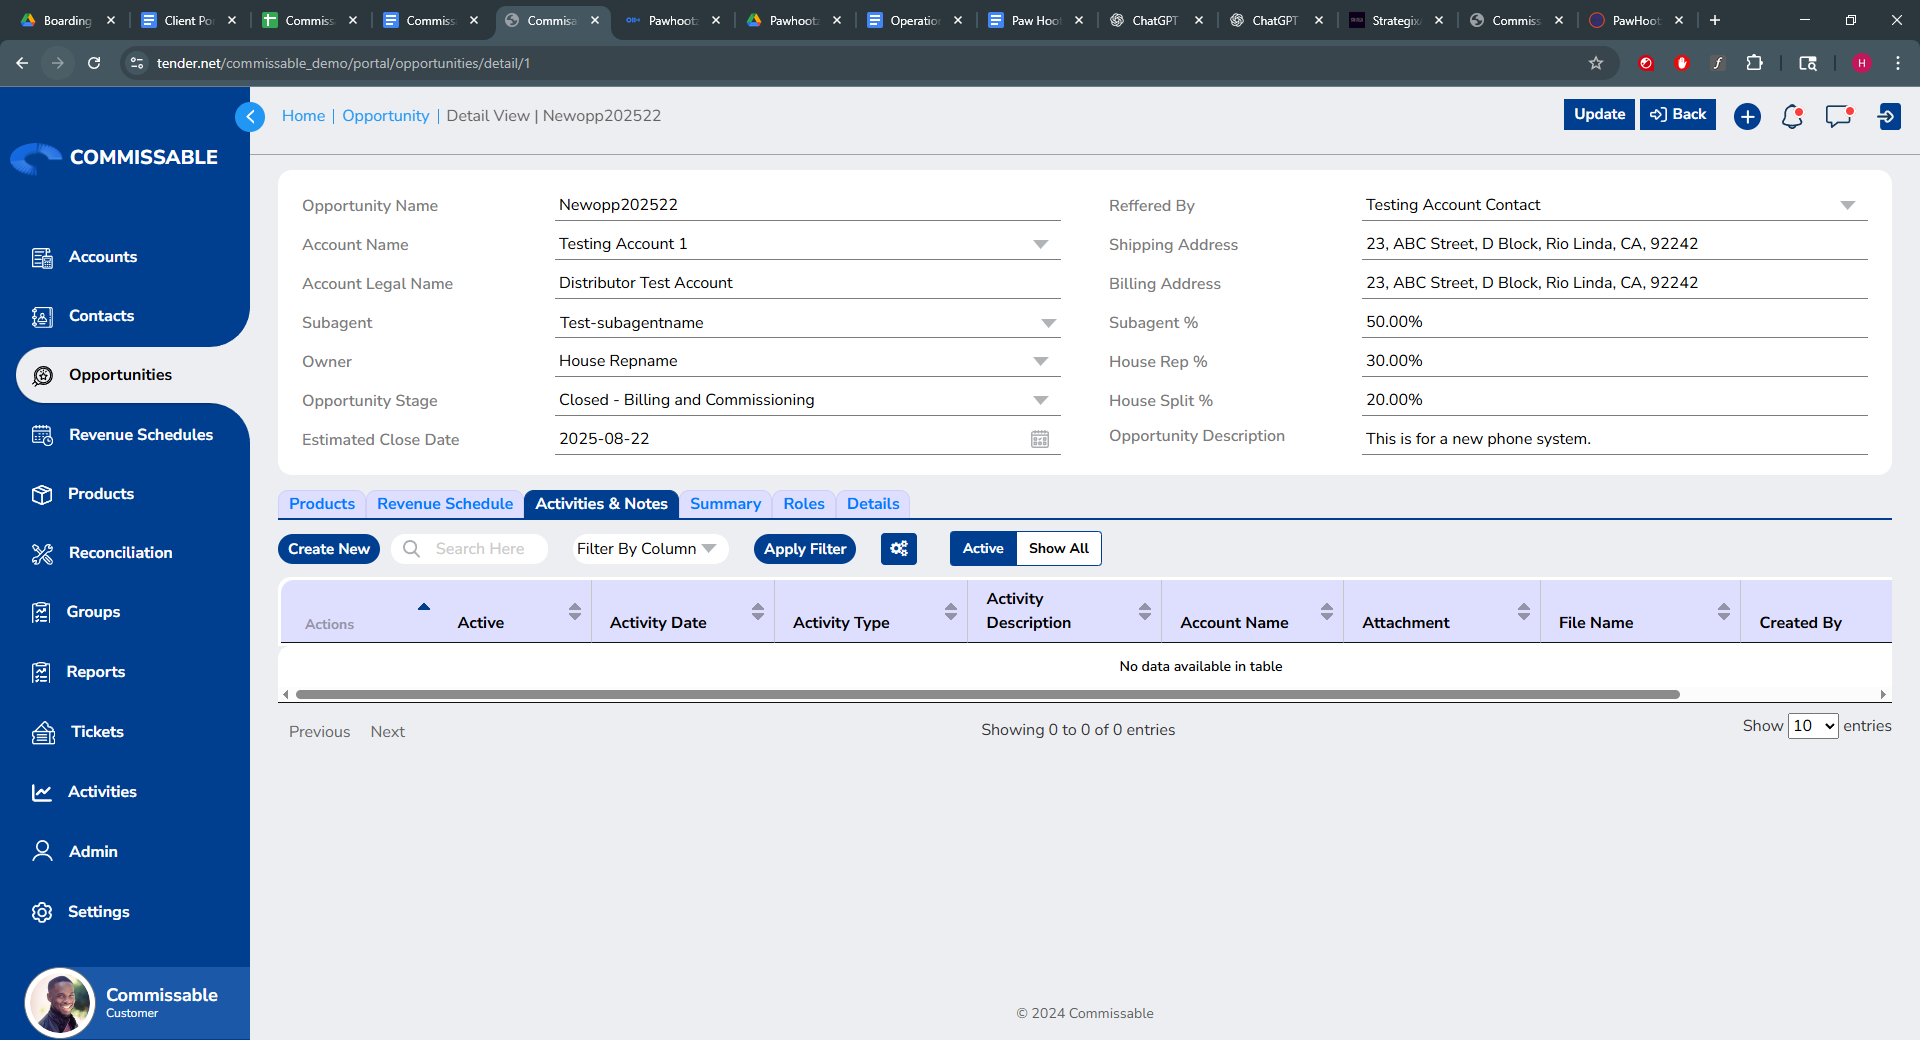 Boarding
Client Por
Commiss
Commiss
Commissa
Pawhootz
Pawhootz
Operation
Paw Hoot
ChatGPT
ChatGPT
StrategixA
Commiss
PawHoot
tender.net/commissable_demo/portal/opportunities/detail/1
H
COMMISSABLE
Accounts
Contacts
Opportunities
Revenue Schedules
Products
Reconciliation
Groups
Reports
Tickets
Activities
Admin
Settings
Commissable
Customer
Home | Opportunity | Detail View | Newopp202522
Update
Back
Opportunity Name Newopp202522
Account Name Testing Account 1
Account Legal Name Distributor Test Account
Subagent Test-subagentname
Owner House Repname
Opportunity Stage Closed - Billing and Commissioning
Estimated Close Date 2025-08-22
Reffered By Testing Account Contact
Shipping Address 23, ABC Street, D Block, Rio Linda, CA, 92242
Billing Address 23, ABC Street, D Block, Rio Linda, CA, 92242
Subagent % 50.00%
House Rep % 30.00%
House Split % 20.00%
Opportunity Description This is for a new phone system.
Products Revenue Schedule Activities & Notes Summary Roles Details
Create New Search Here Filter By Column Apply Filter Active Show All
Actions Active Activity Date Activity Type Activity Description Account Name Attachment File Name Created By
No data available in table
Previous Next Showing 0 to 0 of 0 entries Show 10 entries
© 2024 Commissable